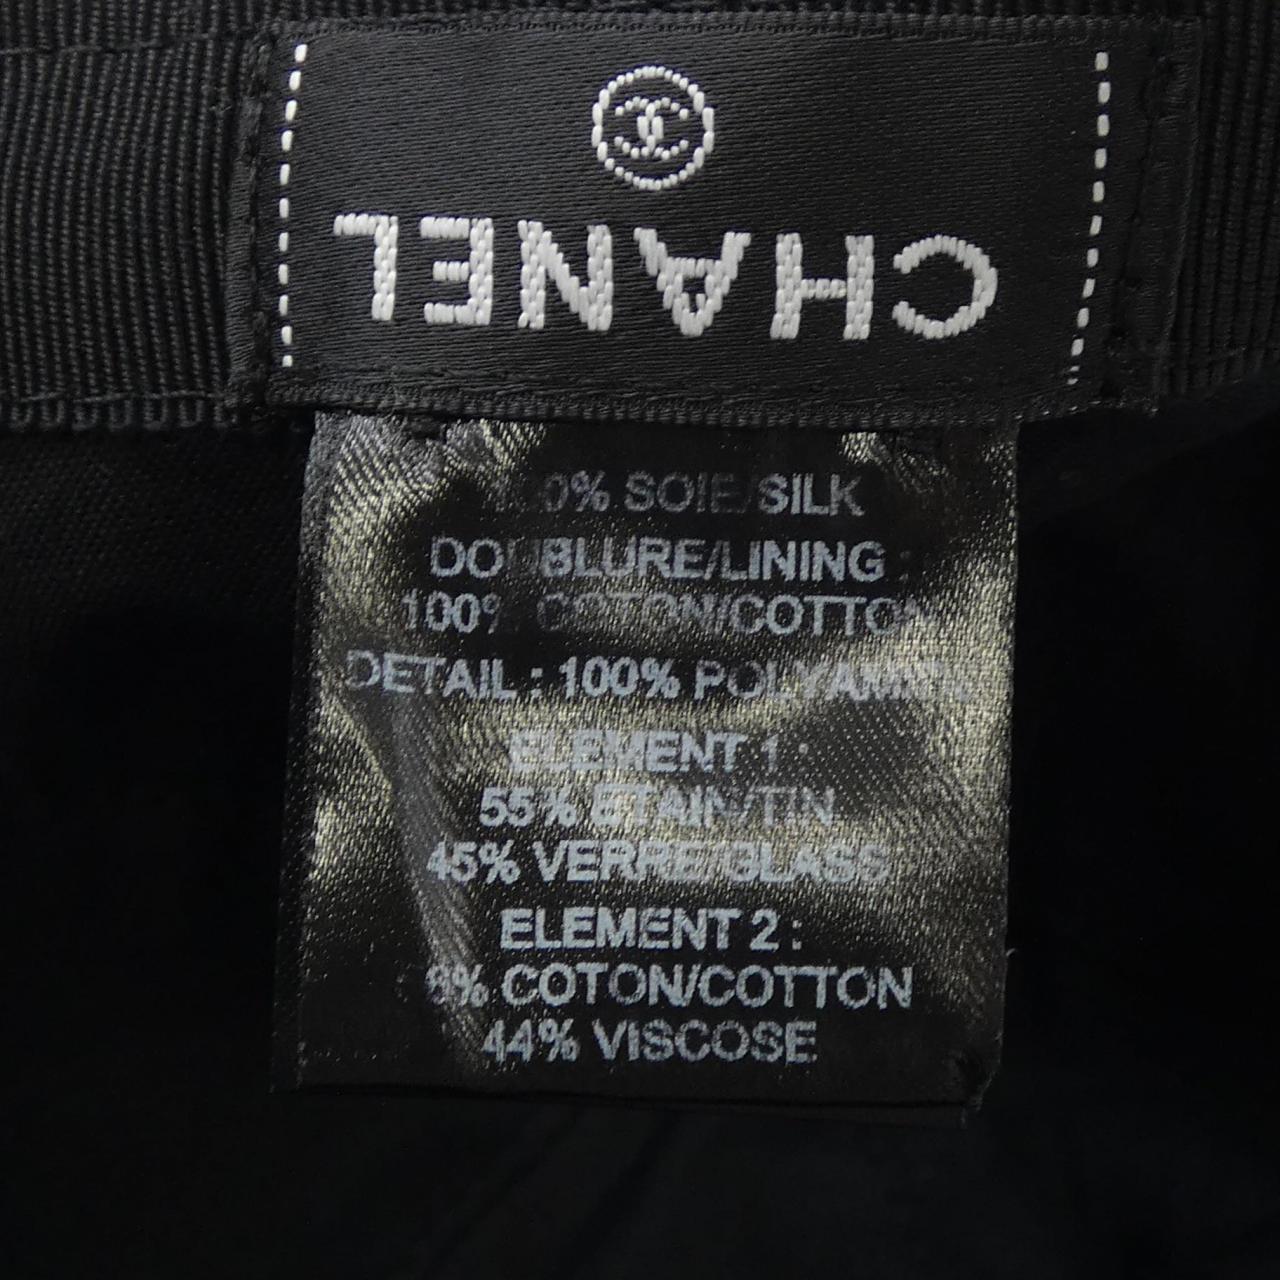 CHANEL
100% SOIE/SILK
DOUBLURE/LINING :
100% COTON/COTTON
DETAIL : 100% POLYAMIDE
ELEMENT 1 :
55% ETAIN/TIN
45% VERRE/GLASS
ELEMENT 2 :
COTON/COTTON
44% VISCOSE